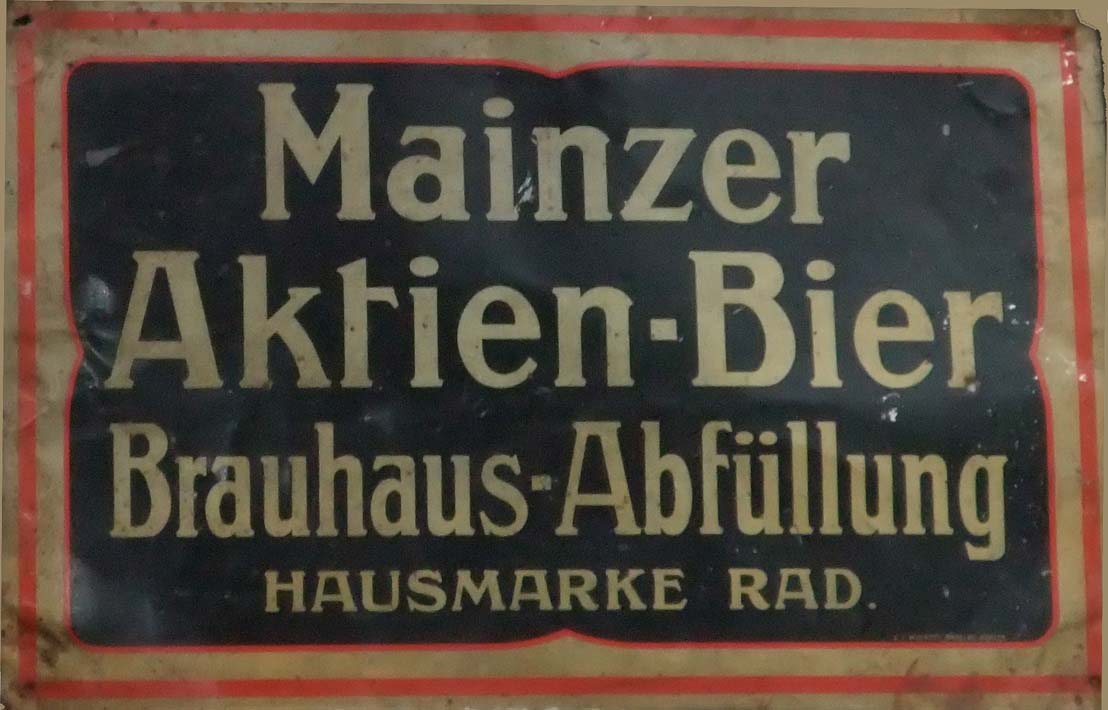 Mainzer
Aktien-Bier
Brauhaus-Abfüllung
HAUSMARKE RAD.